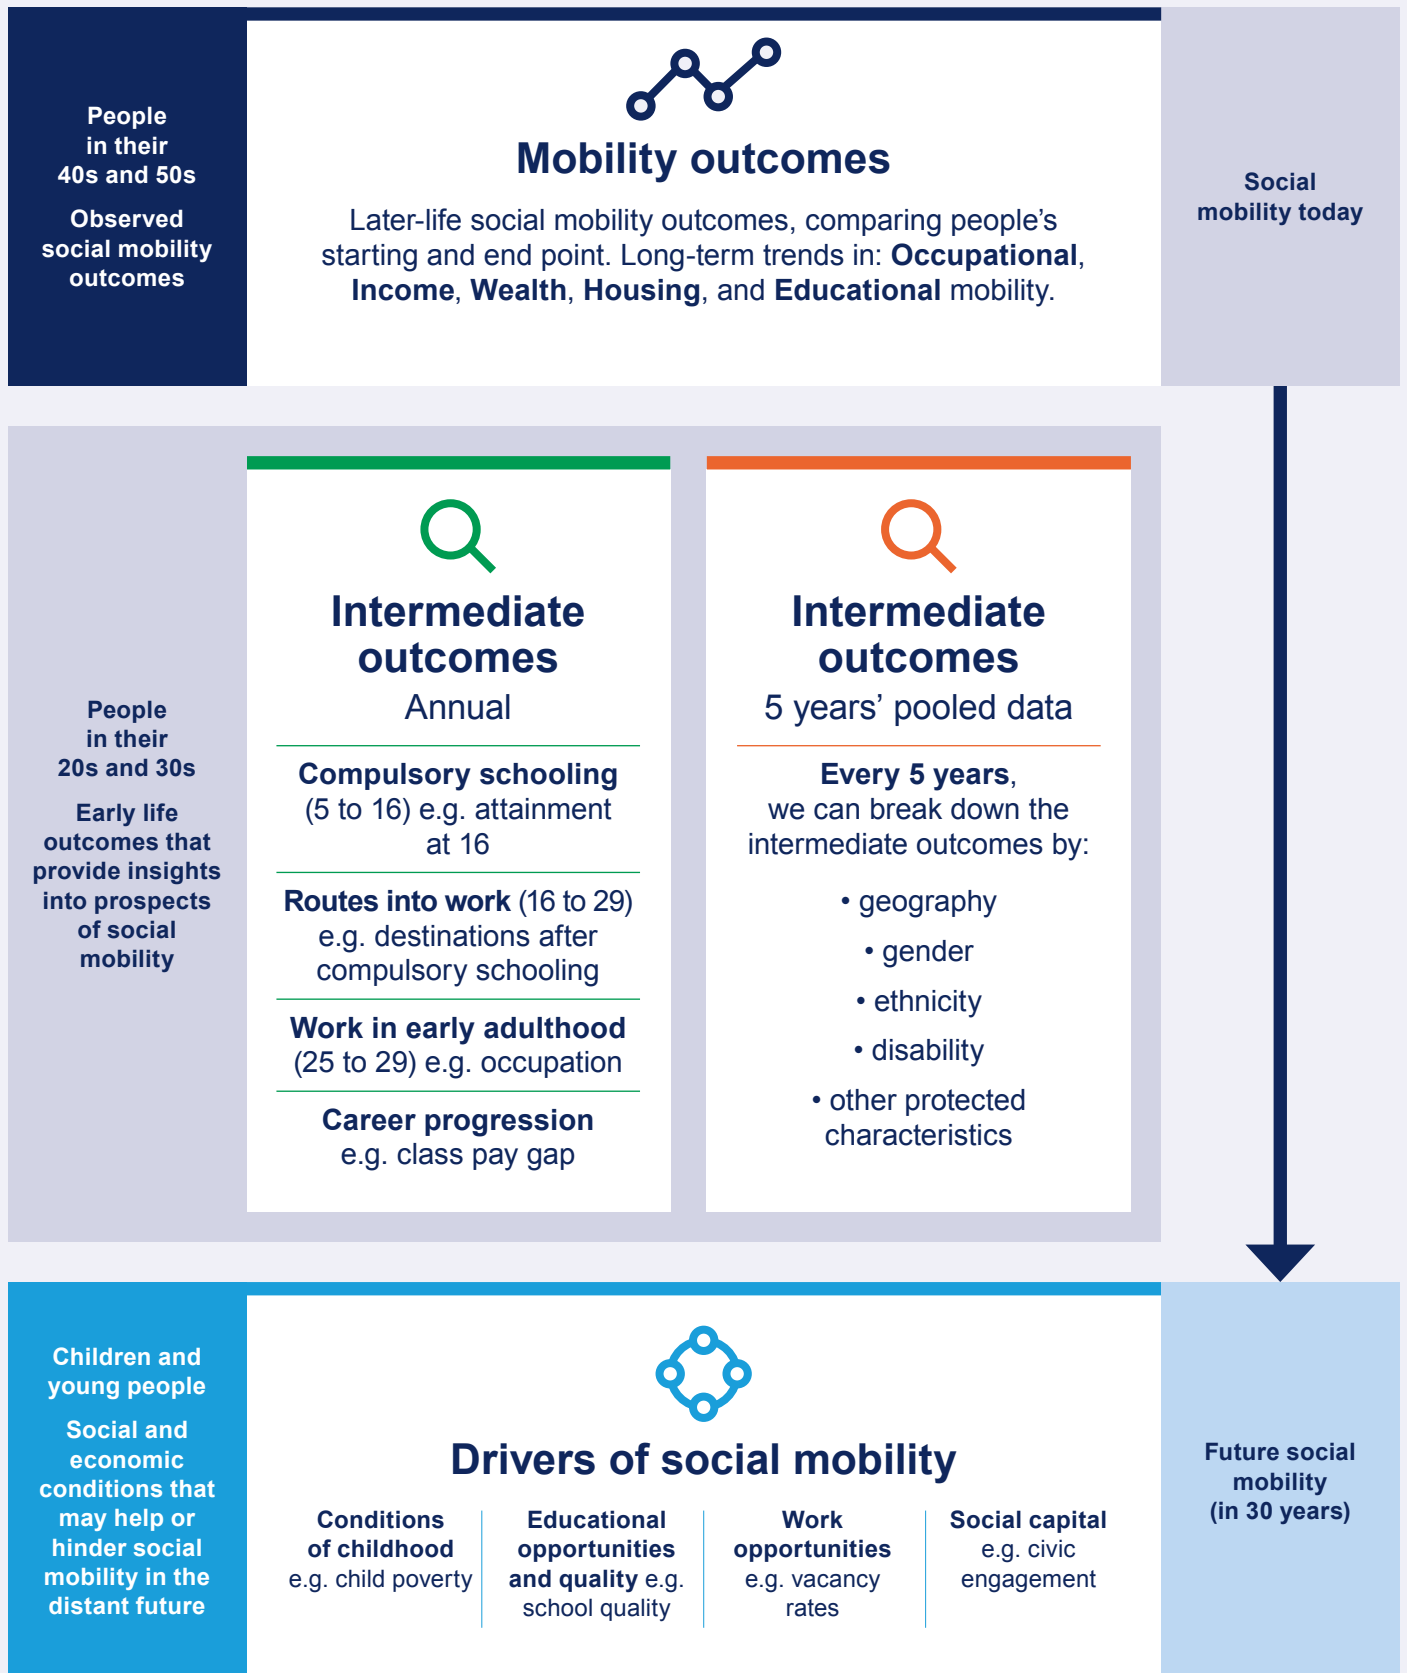 People
in their
40s and 50s
Observed
social mobility
outcomes
Mobility outcomes
Later-life social mobility outcomes, comparing people’s
starting and end point. Long-term trends in: Occupational,
Income, Wealth, Housing, and Educational mobility.
Social
mobility today
People
in their
20s and 30s
Early life
outcomes that
provide insights
into prospects
of social
mobility
Intermediate
outcomes
Annual
Compulsory schooling
(5 to 16) e.g. attainment
at 16
Routes into work (16 to 29)
e.g. destinations after
compulsory schooling
Work in early adulthood
(25 to 29) e.g. occupation
Career progression
e.g. class pay gap
Intermediate
outcomes
5 years’ pooled data
Every 5 years,
we can break down the
intermediate outcomes by:
• geography
• gender
• ethnicity
• disability
• other protected
characteristics
Children and
young people
Social and
economic
conditions that
may help or
hinder social
mobility in the
distant future
Drivers of social mobility
Conditions
of childhood
e.g. child poverty
Educational
opportunities
and quality e.g.
school quality
Work
opportunities
e.g. vacancy
rates
Social capital
e.g. civic
engagement
Future social
mobility
(in 30 years)